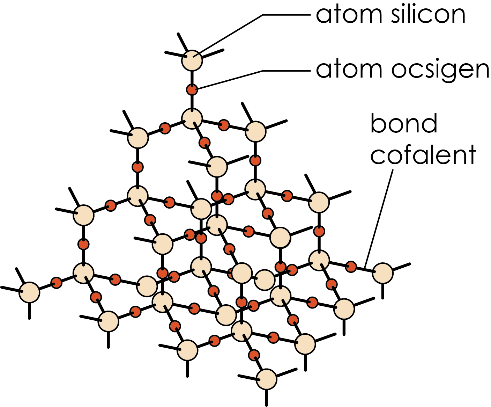 atom silicon
atom ocsigen
bond
cofalent